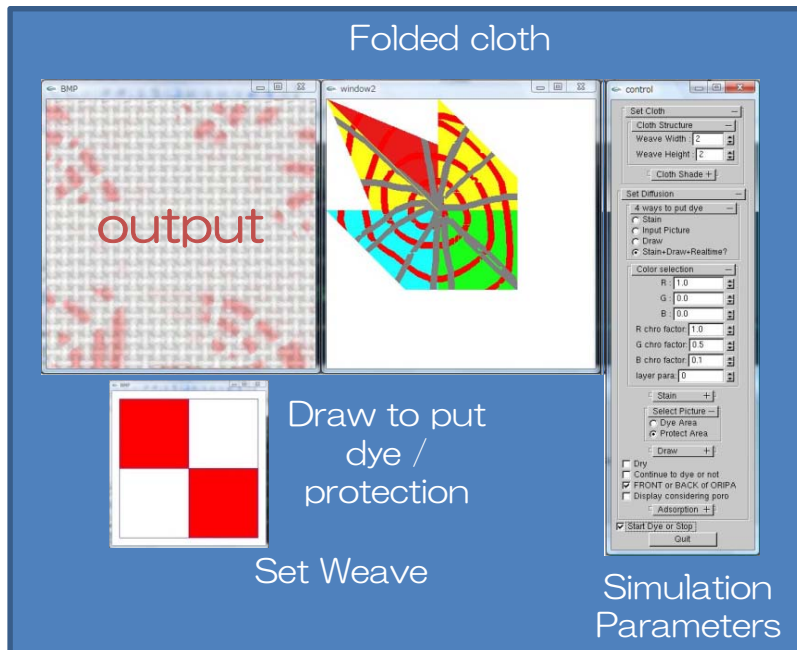 Folded cloth
BMP
output
window2
control
Set Cloth
Cloth Structure
Weave Width : 2
Weave Height : 2
Cloth Shade
Set Diffusion
4 ways to put dye
Stain
Input Picture
Draw
Stain+Draw+Realtime?
Color selection
R : 1.0
G : 0.0
B : 0.0
R chro factor: 1.0
G chro factor: 0.5
B chro factor: 0.1
layer para: 0
Stain
Select Picture
Dye Area
Protect Area
Draw
Dry
Continue to dye or not
FRONT or BACK of ORIPA
Display considering poro
Adsorption
Start Dye or Stop
Quit
BMP
Draw to put
dye /
protection
Set Weave
Simulation
Parameters